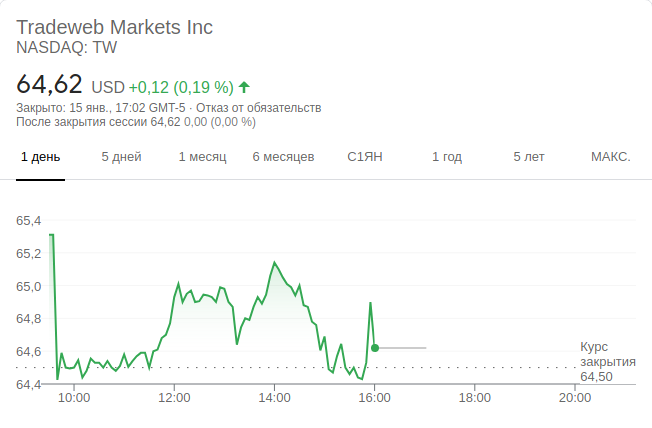 Tradeweb Markets Inc
NASDAQ: TW
64,62 USD +0,12 (0,19 %)
Закрыто: 15 янв., 17:02 GMT-5 · Отказ от обязательств
После закрытия сессии 64,62 0,00 (0,00 %)
1 день 5 дней 1 месяц 6 месяцев С1ЯН 1 год 5 лет МАКС.
65,4
65,2
65,0
64,8
64,6
64,4
Курс
закрытия
64,50
10:00 12:00 14:00 16:00 18:00 20:00